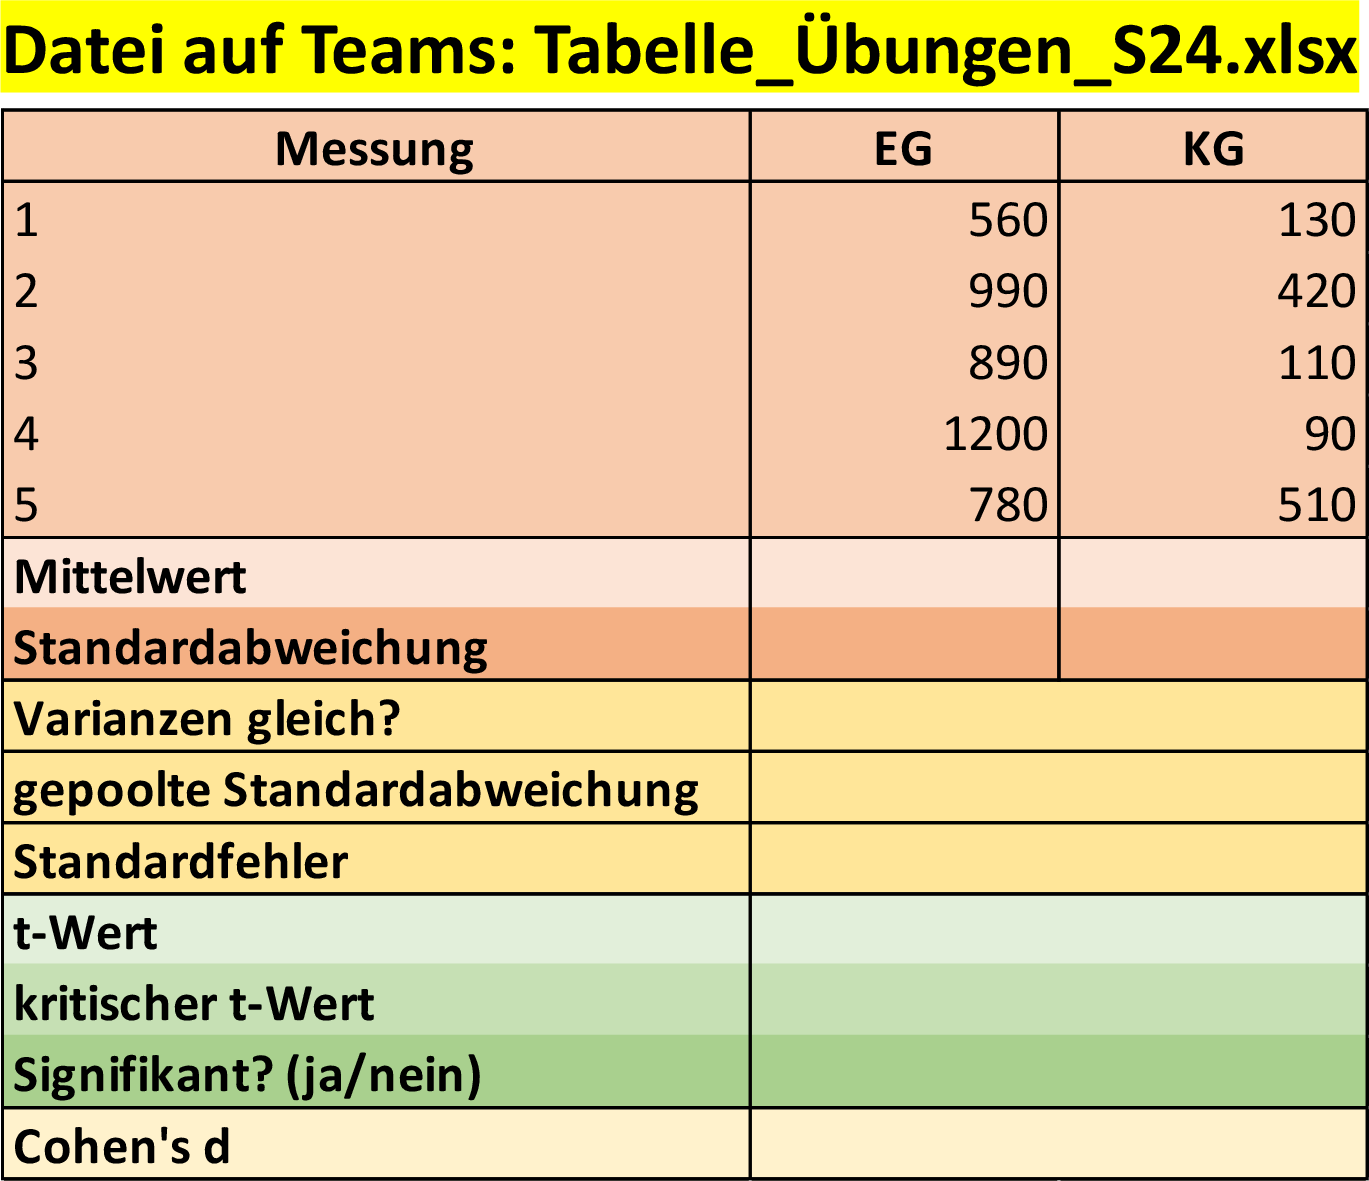 Datei auf Teams: Tabelle_Übungen_S24.xlsx
Messung EG KG
1 560 130
2 990 420
3 890 110
4 1200 90
5 780 510
Mittelwert
Standardabweichung
Varianzen gleich?
gepoolte Standardabweichung
Standardfehler
t-Wert
kritischer t-Wert
Signifikant? (ja/nein)
Cohen's d